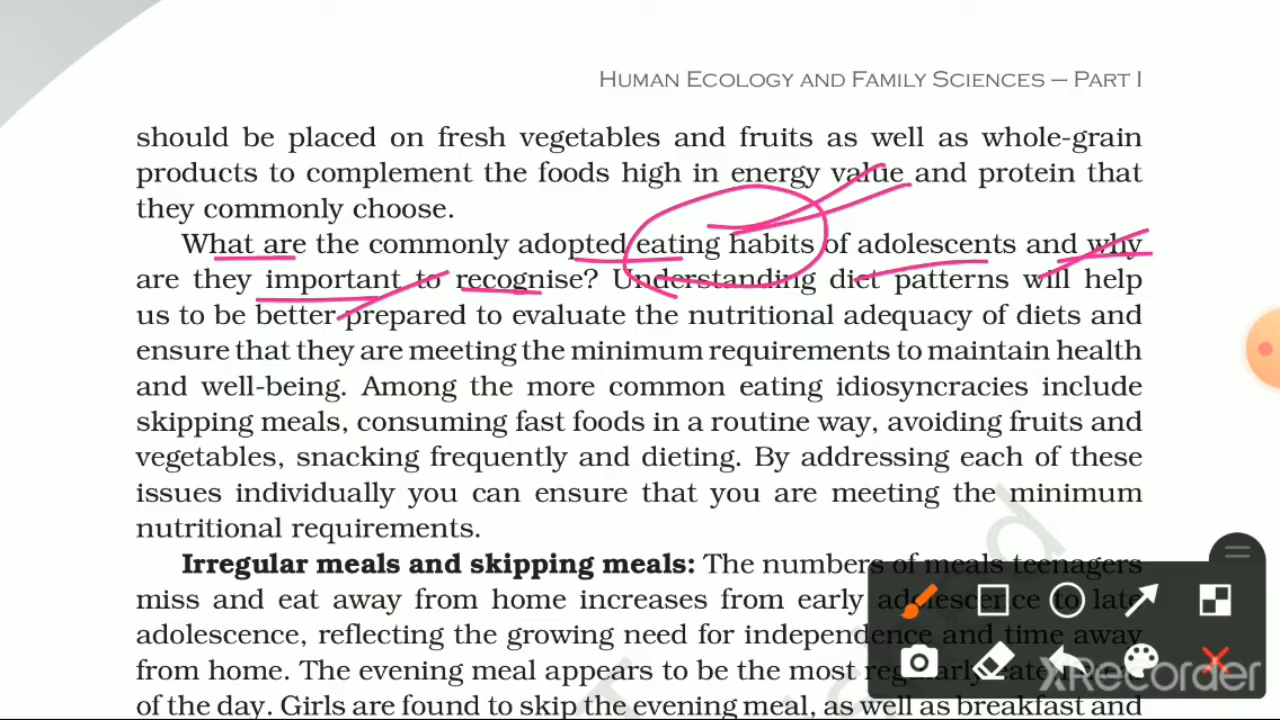 HUMAN ECOLOGY AND FAMILY SCIENCES – PART I
should be placed on fresh vegetables and fruits as well as whole-grain
products to complement the foods high in energy value and protein that
they commonly choose.
What are the commonly adopted eating habits of adolescents and why
are they important to recognise? Understanding diet patterns will help
us to be better prepared to evaluate the nutritional adequacy of diets and
ensure that they are meeting the minimum requirements to maintain health
and well-being. Among the more common eating idiosyncracies include
skipping meals, consuming fast foods in a routine way, avoiding fruits and
vegetables, snacking frequently and dieting. By addressing each of these
issues individually you can ensure that you are meeting the minimum
nutritional requirements.
Irregular meals and skipping meals: The numbers of meals teenagers
miss and eat away from home increases from early adolescence to late
adolescence, reflecting the growing need for independence and time away
from home. The evening meal appears to be the most regularly
of the day. Girls are found to skip the evening meal, as well as breakfast and
XRecorder